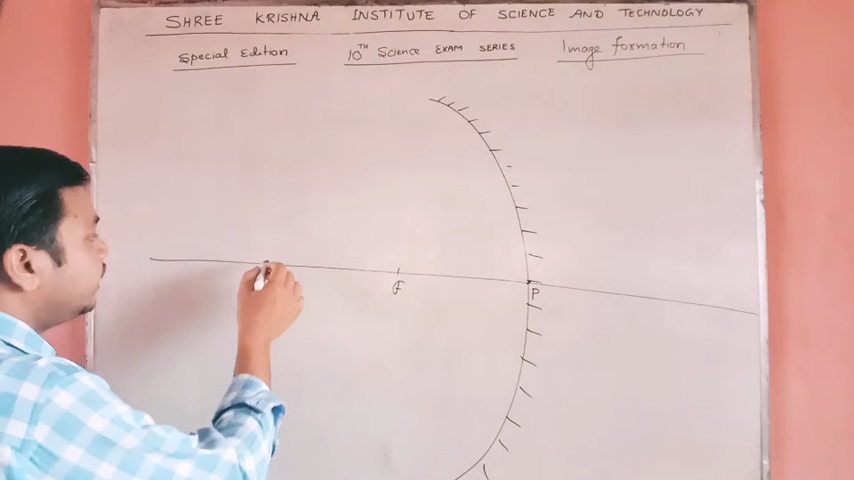 SHREE KRISHNA INSTITUTE OF SCIENCE AND TECHNOLOGY
Special Edition 10TH SCIENCE EXAM SERIES Image formation
F
P